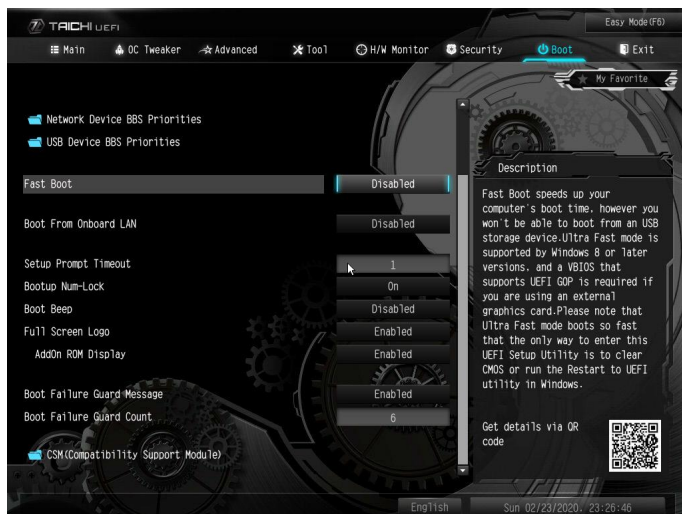 TAICHI UEFI
Easy Mode(F6)
Main OC Tweaker Advanced Tool H/W Monitor Security Boot Exit
My Favorite
Network Device BBS Priorities
USB Device BBS Priorities
Fast Boot Disabled
Boot From Onboard LAN Disabled
Setup Prompt Timeout 1
Bootup Num-Lock On
Boot Beep Disabled
Full Screen Logo Enabled
AddOn ROM Display Enabled
Boot Failure Guard Message Enabled
Boot Failure Guard Count 6
CSM(Compatibility Support Module)
Description
Fast Boot speeds up your
computer's boot time, however you
won't be able to boot from an USB
storage device.Ultra Fast mode is
supported by Windows 8 or later
versions, and a VBIOS that
supports UEFI GOP is required if
you are using an external
graphics card.Please note that
Ultra Fast mode boots so fast
that the only way to enter this
UEFI Setup Utility is to clear
CMOS or run the Restart to UEFI
utility in Windows.
Get details via QR
code
English
Sun 02/23/2020, 23:26:46